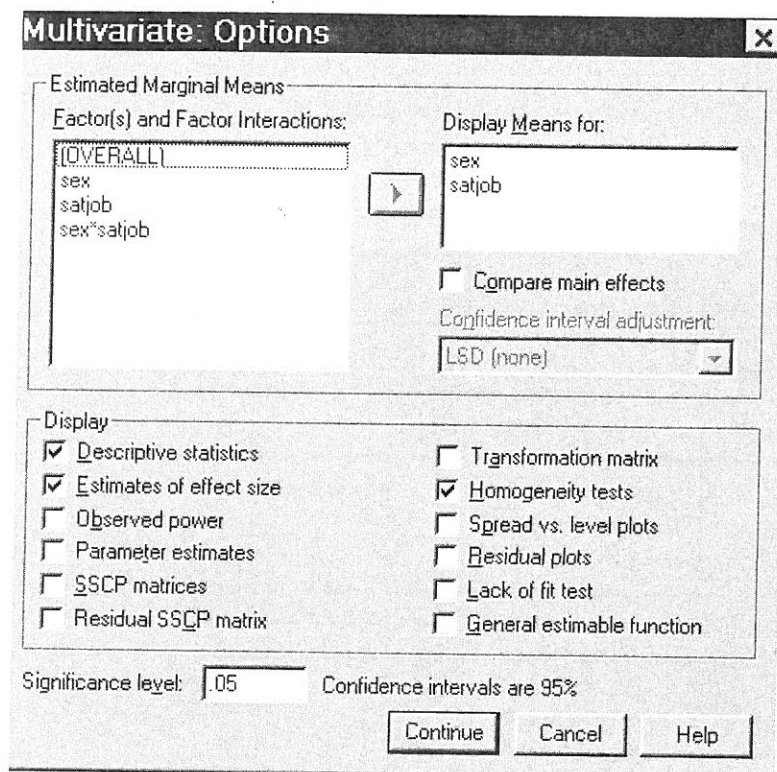 Multivariate: Options
Estimated Marginal Means
Factor(s) and Factor Interactions:
(OVERALL)
sex
satjob
sex*satjob
Display Means for:
sex
satjob
Compare main effects
Confidence interval adjustment:
LSD (none)
Display
Descriptive statistics
Estimates of effect size
Observed power
Parameter estimates
SSCP matrices
Residual SSCP matrix
Transformation matrix
Homogeneity tests
Spread vs. level plots
Residual plots
Lack of fit test
General estimable function
Significance level: .05 Confidence intervals are 95%
Continue Cancel Help